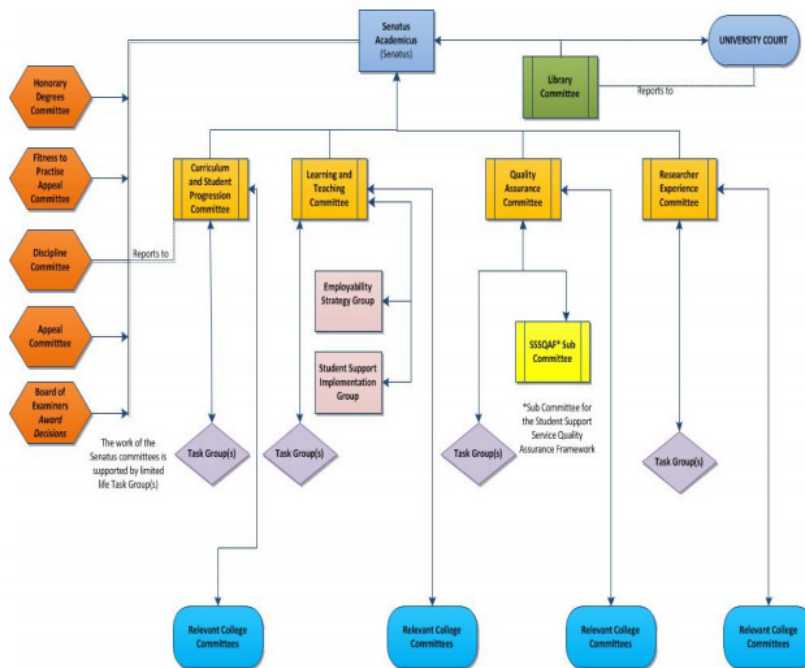 Senatus
Academicus
(Senatus)
UNIVERSITY COURT
Library
Committee
Reports to
Honorary
Degrees
Committee
Fitness to
Practise
Appeal
Committee
Discipline
Committee
Reports to
Appeal
Committtee
Board of
Examiners
Award
Decisions
Curriculum
and Student
Progression
Committee
Learning and
Teaching
Committee
Quality
Assurance
Committee
Researcher
Experience
Committee
Employability
Strategy Group
Student Support
Implementation
Group
SSSQAF* Sub
Committee
*Sub Committee for
the Student Support
Service Quality
Assurance Framework
The work of the
Senatus committees is
supported by limited
life Task Group(s)
Task Group(s)
Task Group(s)
Task Group(s)
Task Group(s)
Relevant College
Committees
Relevant College
Committees
Relevant College
Committees
Relevant College
Committees